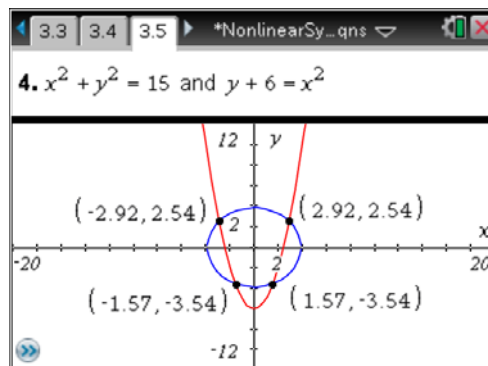 3.3 3.4 3.5 *NonlinearSy...qns
4. x² + y² = 15 and y + 6 = x²
12 y
(-2.92, 2.54) 2 (2.92, 2.54)
x
-20 2 20
(-1.57, -3.54) (1.57, -3.54)
-12